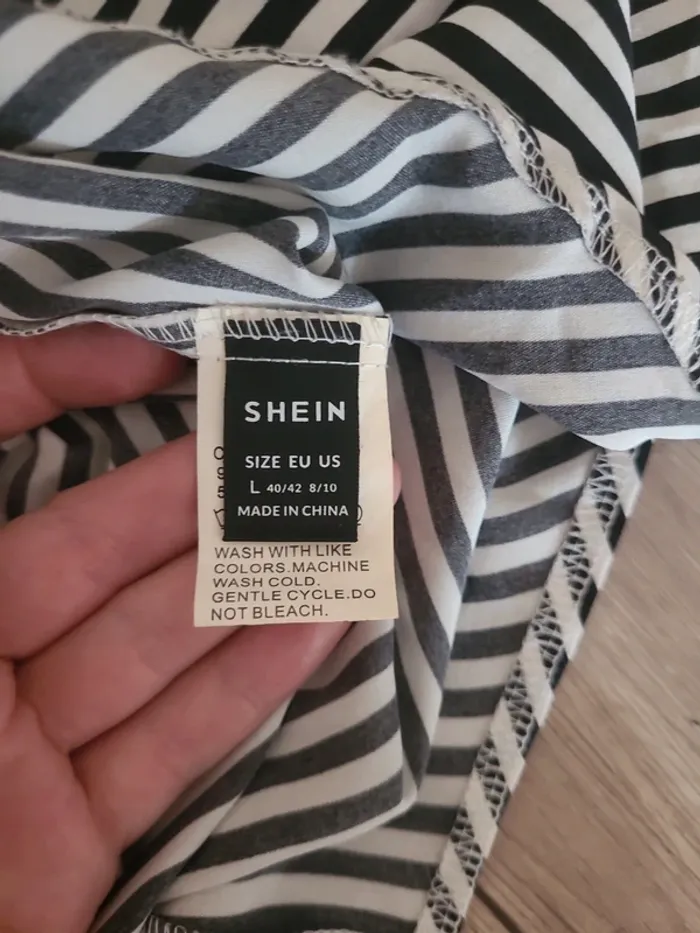 SHEIN
SIZE EU US
L 40/42 8/10
MADE IN CHINA
WASH WITH LIKE
COLORS.MACHINE
WASH COLD.
GENTLE CYCLE.DO
NOT BLEACH.